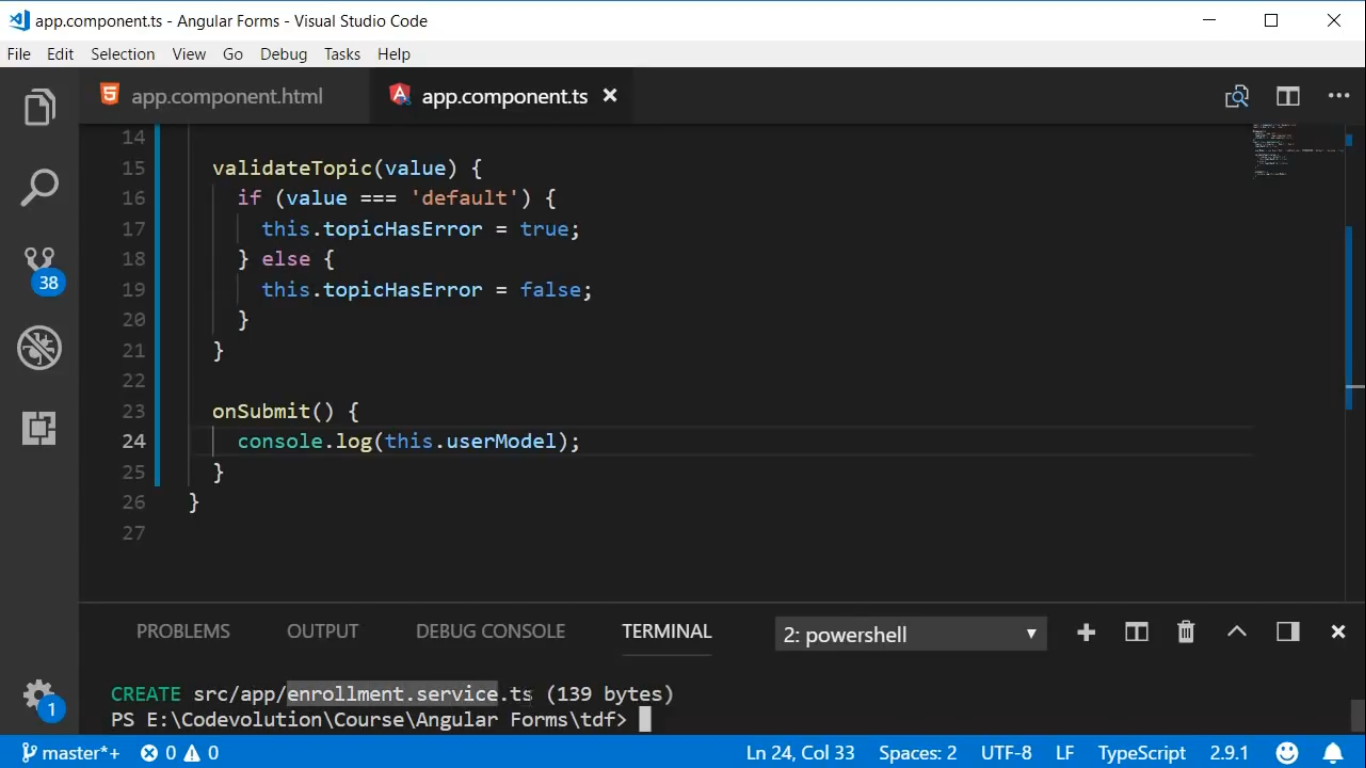 app.component.ts - Angular Forms - Visual Studio Code
File Edit Selection View Go Debug Tasks Help
app.component.html app.component.ts
14
15 validateTopic(value) {
16 if (value === 'default') {
17 this.topicHasError = true;
18 } else {
19 this.topicHasError = false;
20 }
21 }
22
23 onSubmit() {
24 console.log(this.userModel);
25 }
26 }
27
38
PROBLEMS OUTPUT DEBUG CONSOLE TERMINAL 2: powershell
CREATE src/app/enrollment.service.ts (139 bytes)
PS E:\Codevolution\Course\Angular Forms\tdf>
1
master*+ 0 0 Ln 24, Col 33 Spaces: 2 UTF-8 LF TypeScript 2.9.1